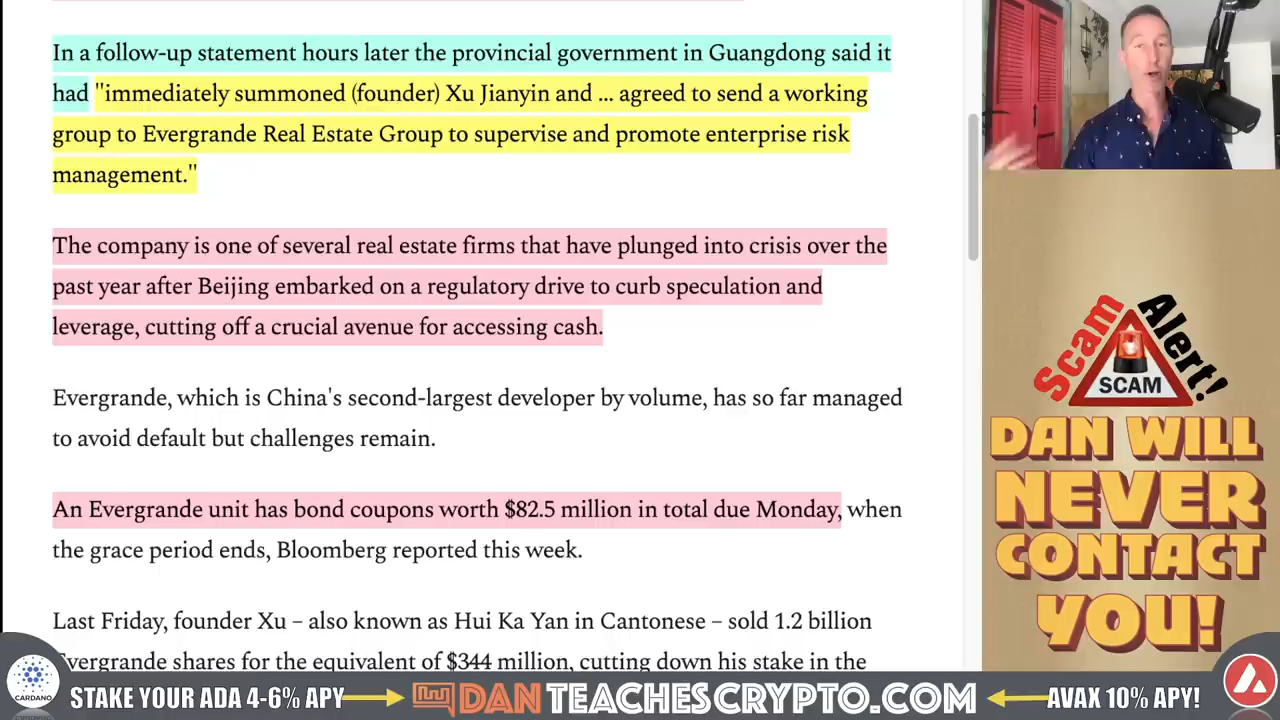 In a follow-up statement hours later the provincial government in Guangdong said it
had "immediately summoned (founder) Xu Jianyin and ... agreed to send a working
group to Evergrande Real Estate Group to supervise and promote enterprise risk
management."
The company is one of several real estate firms that have plunged into crisis over the
past year after Beijing embarked on a regulatory drive to curb speculation and
leverage, cutting off a crucial avenue for accessing cash.
Evergrande, which is China's second-largest developer by volume, has so far managed
to avoid default but challenges remain.
An Evergrande unit has bond coupons worth $82.5 million in total due Monday, when
the grace period ends, Bloomberg reported this week.
Last Friday, founder Xu – also known as Hui Ka Yan in Cantonese – sold 1.2 billion
Evergrande shares for the equivalent of $344 million, cutting down his stake in the
Scam Alert!
SCAM
DAN WILL
NEVER
CONTACT
YOU!
CARDANO
STAKE YOUR ADA 4-6% APY
DANTEACHESCRYPTO.COM
AVAX 10% APY!